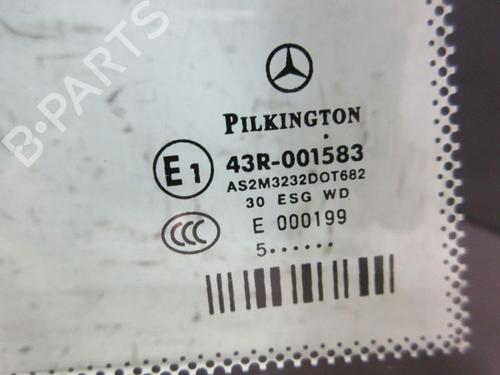 B-PARTS
PILKINGTON
E1
43R-001583
AS2M3232DOT682
30 ESG WD
CCC
E 000199
5......